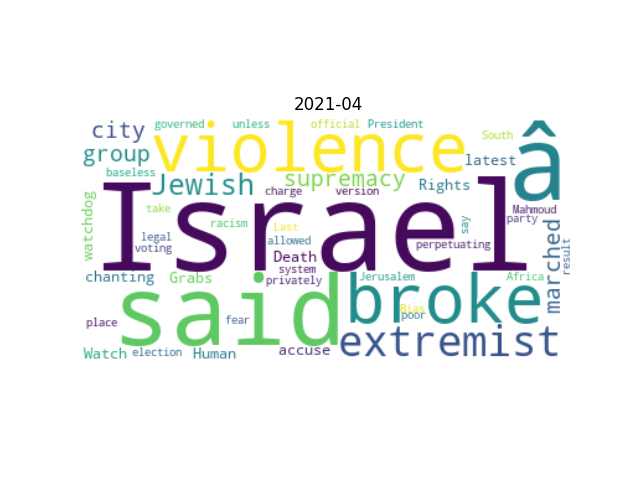 2021-04
governed unless official President
city violence â South
group latest
baseless Jewish supremacy Rights
watchdog take Israel charge version Mahmoud party
racism Last say
legal voting allowed perpetuating marched result
Death
system
chanting Grabs privately Jerusalem Africa
said broke
place fear Bias poor
extremist
Watch election Human accuse